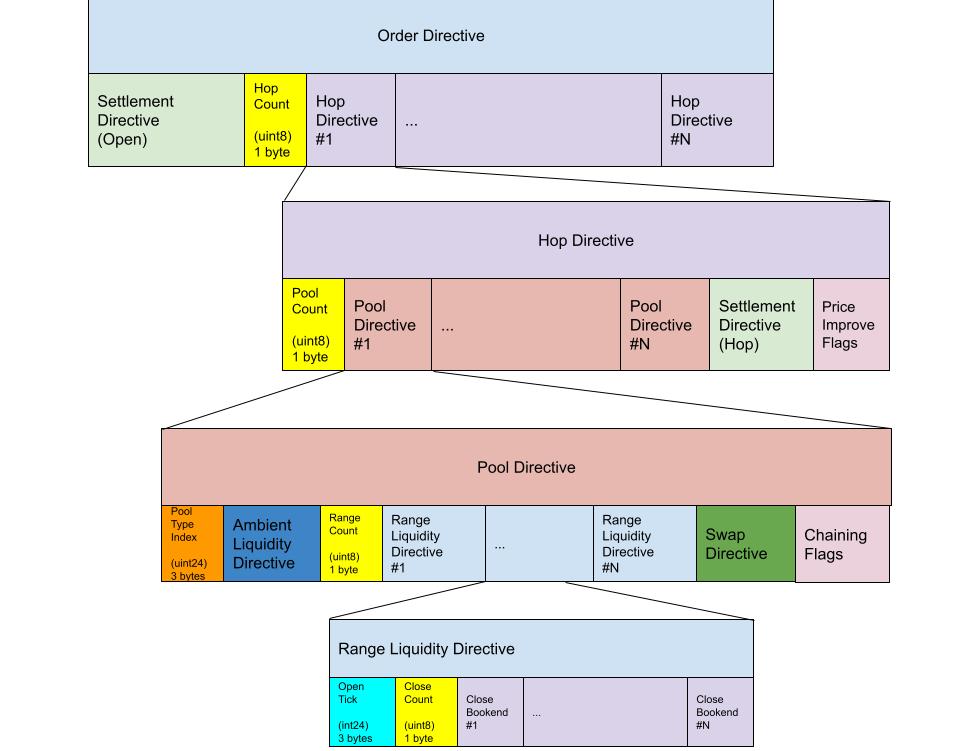 Order Directive
Settlement
Directive
(Open)
Hop
Count
(uint8)
1 byte
Hop
Directive
#1
...
Hop
Directive
#N
Hop Directive
Pool
Count
(uint8)
1 byte
Pool
Directive
#1
...
Pool
Directive
#N
Settlement
Directive
(Hop)
Price
Improve
Flags
Pool Directive
Pool
Type
Index
(uint24)
3 bytes
Ambient
Liquidity
Directive
Range
Count
(uint8)
1 byte
Range
Liquidity
Directive
#1
...
Range
Liquidity
Directive
#N
Swap
Directive
Chaining
Flags
Range Liquidity Directive
Open
Tick
(int24)
3 bytes
Close
Count
(uint8)
1 byte
Close
Bookend
#1
...
Close
Bookend
#N